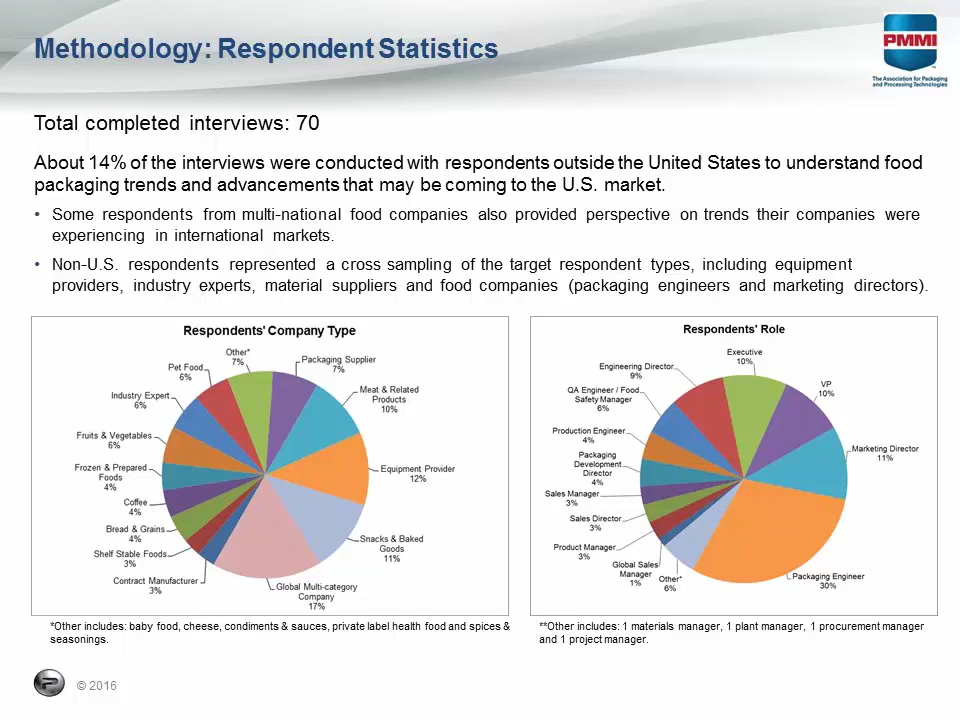 Methodology: Respondent Statistics
PMMI
The Association for Packaging
and Processing Technologies
Total completed interviews: 70
About 14% of the interviews were conducted with respondents outside the United States to understand food
packaging trends and advancements that may be coming to the U.S. market.
• Some respondents from multi-national food companies also provided perspective on trends their companies were
experiencing in international markets.
• Non-U.S. respondents represented a cross sampling of the target respondent types, including equipment
providers, industry experts, material suppliers and food companies (packaging engineers and marketing directors).
Respondents' Company Type
Other*
7%
Packaging Supplier
7%
Meat & Related
Products
10%
Equipment Provider
12%
Snacks & Baked
Goods
11%
Global Multi-category
Company
17%
Contract Manufacturer
3%
Shelf Stable Foods
3%
Bread & Grains
4%
Coffee
4%
Frozen & Prepared
Foods
4%
Fruits & Vegetables
6%
Industry Expert
6%
Pet Food
6%
*Other includes: baby food, cheese, condiments & sauces, private label health food and spices &
seasonings.
Respondents' Role
Executive
10%
VP
10%
Marketing Director
11%
Packaging Engineer
30%
Other*
6%
Global Sales
Manager
1%
Product Manager
3%
Sales Director
3%
Sales Manager
3%
Packaging
Development
Director
4%
Production Engineer
4%
QA Engineer / Food
Safety Manager
6%
Engineering Director
9%
**Other includes: 1 materials manager, 1 plant manager, 1 procurement manager
and 1 project manager.
P
© 2016